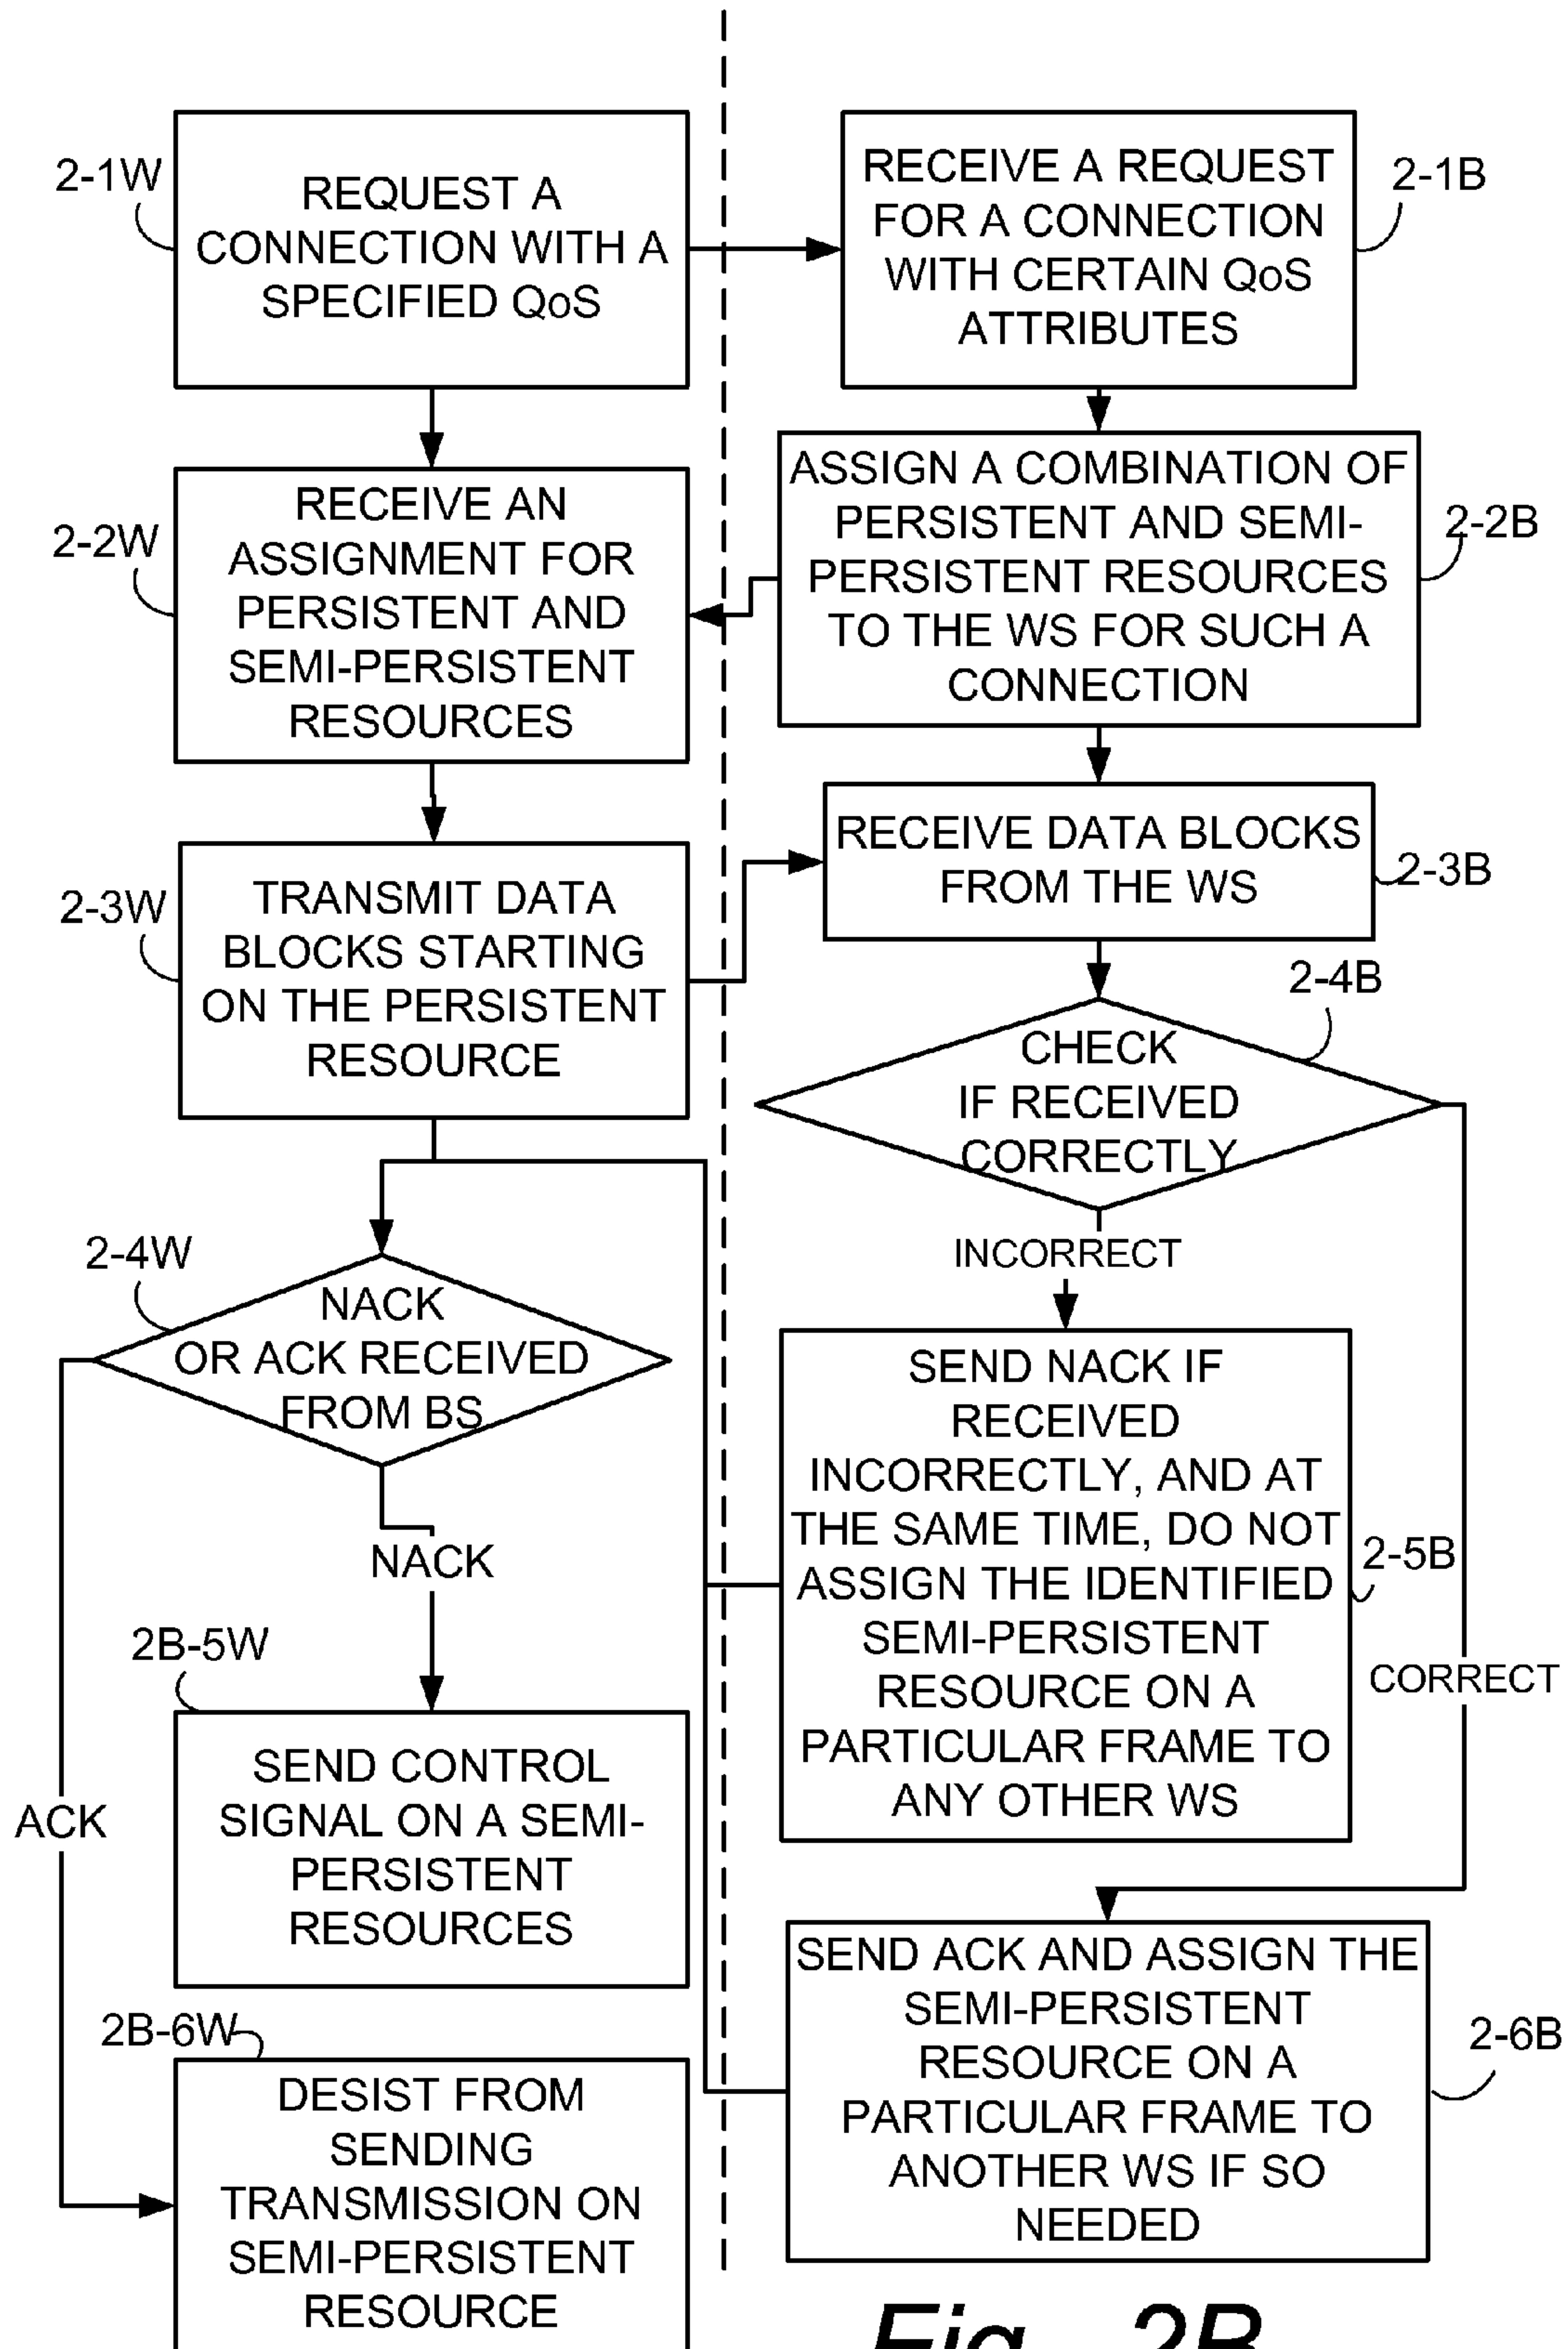 2-1W
REQUEST A
CONNECTION WITH A
SPECIFIED QoS
RECEIVE A REQUEST
FOR A CONNECTION
WITH CERTAIN QoS
ATTRIBUTES
2-1B
2-2W
RECEIVE AN
ASSIGNMENT FOR
PERSISTENT AND
SEMI-PERSISTENT
RESOURCES
ASSIGN A COMBINATION OF
PERSISTENT AND SEMI-
PERSISTENT RESOURCES
TO THE WS FOR SUCH A
CONNECTION
2-2B
2-3W
TRANSMIT DATA
BLOCKS STARTING
ON THE PERSISTENT
RESOURCE
RECEIVE DATA BLOCKS
FROM THE WS
2-3B
2-4B
CHECK
IF RECEIVED
CORRECTLY
INCORRECT
2-4W
NACK
OR ACK RECEIVED
FROM BS
NACK
SEND NACK IF
RECEIVED
INCORRECTLY, AND AT
THE SAME TIME, DO NOT
ASSIGN THE IDENTIFIED
SEMI-PERSISTENT
RESOURCE ON A
PARTICULAR FRAME TO
ANY OTHER WS
2-5B
CORRECT
2B-5W
SEND CONTROL
SIGNAL ON A SEMI-
PERSISTENT
RESOURCES
ACK
2B-6W
DESIST FROM
SENDING
TRANSMISSION ON
SEMI-PERSISTENT
RESOURCE
SEND ACK AND ASSIGN THE
SEMI-PERSISTENT
RESOURCE ON A
PARTICULAR FRAME TO
ANOTHER WS IF SO
NEEDED
2-6B
Fig. 2B